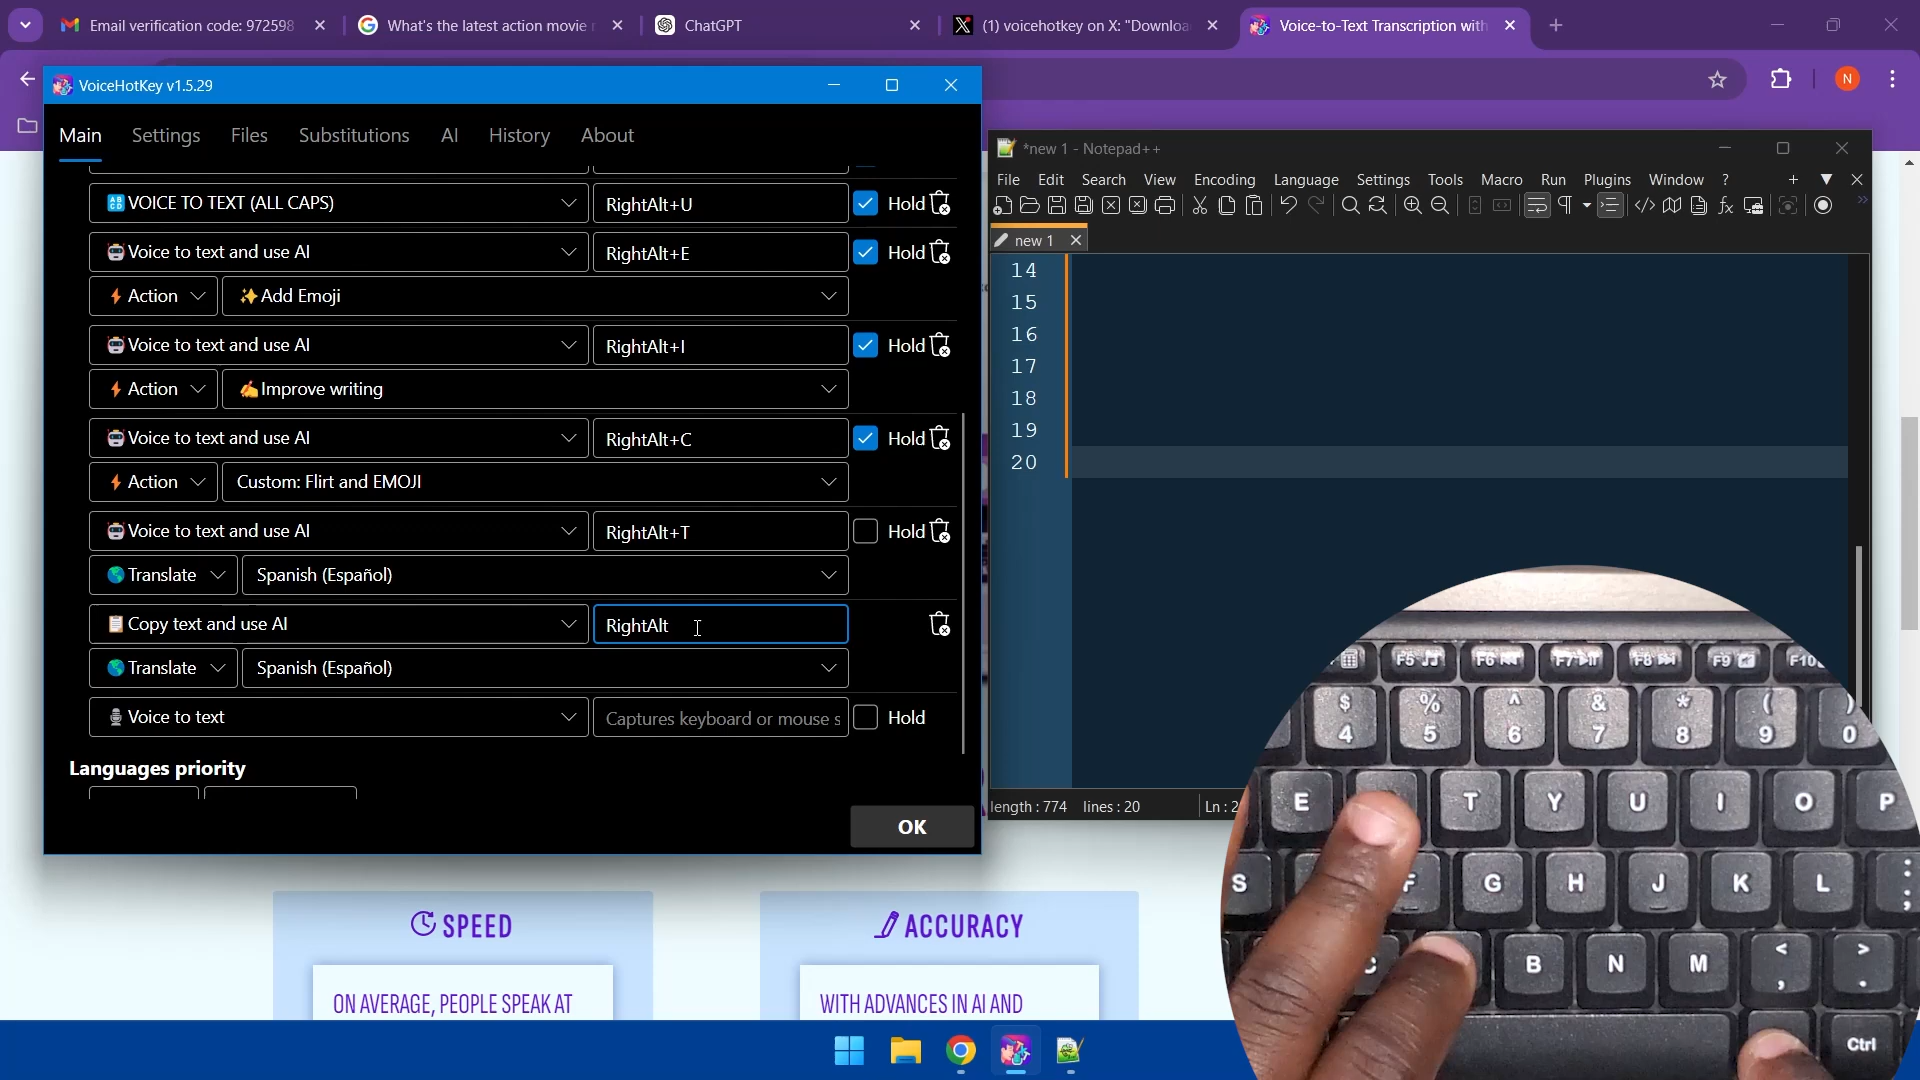 Email verification code: 972598
What's the latest action movie r
ChatGPT
(1) voicehotkey on X: "Downloa
Voice-to-Text Transcription with
N
VoiceHotKey v1.5.29
Main Settings Files Substitutions AI History About
VOICE TO TEXT (ALL CAPS) RightAlt+U Hold
Voice to text and use AI RightAlt+E Hold
Action Add Emoji
Voice to text and use AI RightAlt+I Hold
Action Improve writing
Voice to text and use AI RightAlt+C Hold
Action Custom: Flirt and EMOJI
Voice to text and use AI RightAlt+T Hold
Translate Spanish (Español)
Copy text and use AI RightAlt
Translate Spanish (Español)
Voice to text Captures keyboard or mouse s Hold
Languages priority
OK
*new 1 - Notepad++
File Edit Search View Encoding Language Settings Tools Macro Run Plugins Window ?
new 1
14
15
16
17
18
19
20
length : 774 lines : 20 Ln : 2
SPEED
ON AVERAGE, PEOPLE SPEAK AT
ACCURACY
WITH ADVANCES IN AI AND
F5 F6 F7 F8 F9 F10
$ % ^ & * ( )
4 5 6 7 8 9 0
E T Y U I O P
S F G H J K L ; :
C B N M < , > .
Ctrl